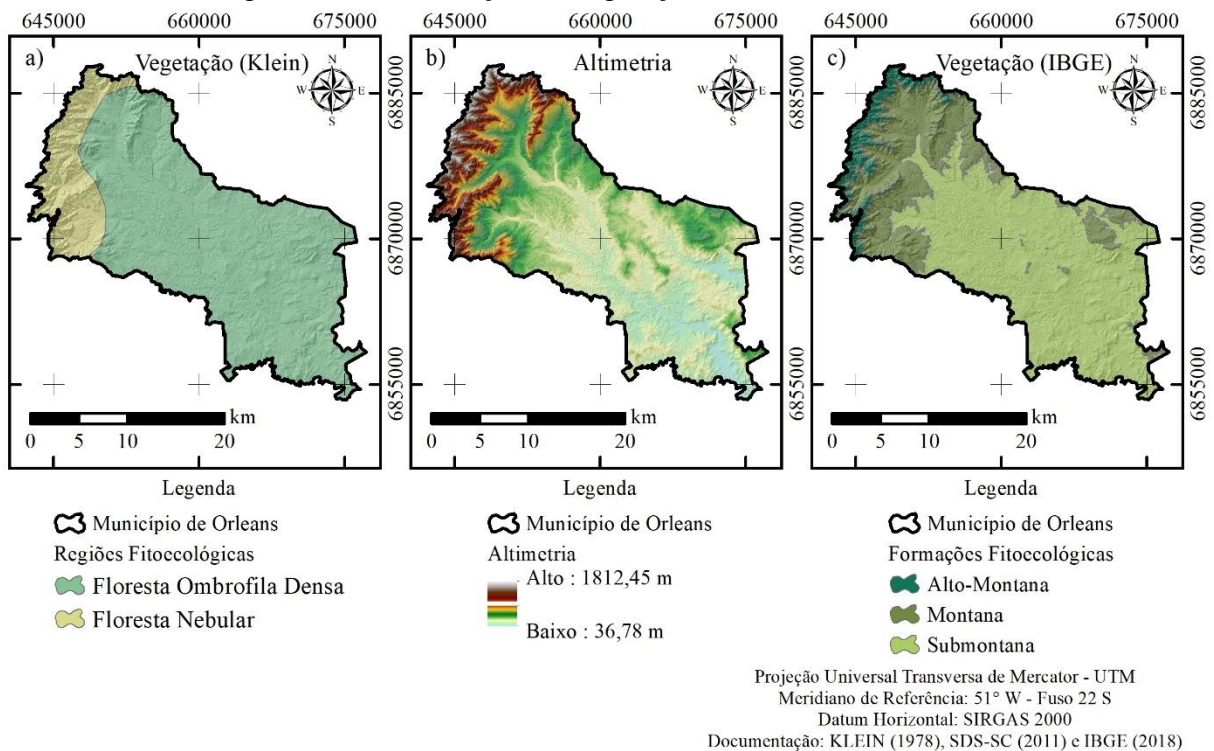 645000 660000 675000
a) Vegetação (Klein)
N
W E
S
km
0 5 10 20
Legenda
Município de Orleans
Regiões Fitoecológicas
Floresta Ombrofíla Densa
Floresta Nebular
645000 660000 675000
b) Altimetria
N
W E
S
6885000
6870000
6855000
km
0 5 10 20
Legenda
Município de Orleans
Altimetria
Alto : 1812,45 m
Baixo : 36,78 m
645000 660000 675000
c) Vegetação (IBGE)
N
W E
S
6885000
6870000
6855000
km
0 5 10 20
Legenda
Município de Orleans
Formações Fitoecológicas
Alto-Montana
Montana
Submontana
6885000
6870000
6855000
Projeção Universal Transversa de Mercator - UTM
Meridiano de Referência: 51° W - Fuso 22 S
Datum Horizontal: SIRGAS 2000
Documentação: KLEIN (1978), SDS-SC (2011) e IBGE (2018)